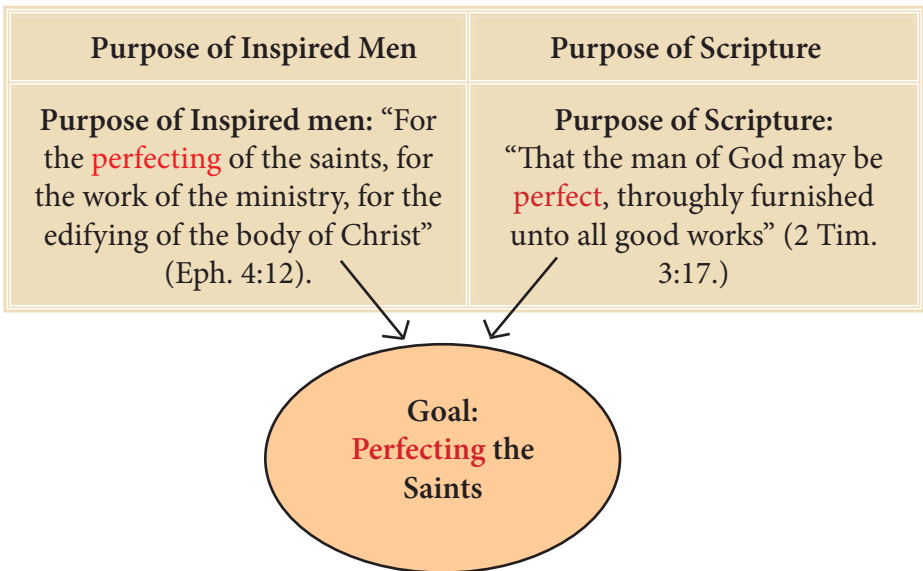 Purpose of Inspired Men
Purpose of Scripture
Purpose of Inspired men: “For
the perfecting of the saints, for
the work of the ministry, for the
edifying of the body of Christ”
(Eph. 4:12).
Purpose of Scripture:
“That the man of God may be
perfect, throughly furnished
unto all good works” (2 Tim.
3:17.)
Goal:
Perfecting the
Saints